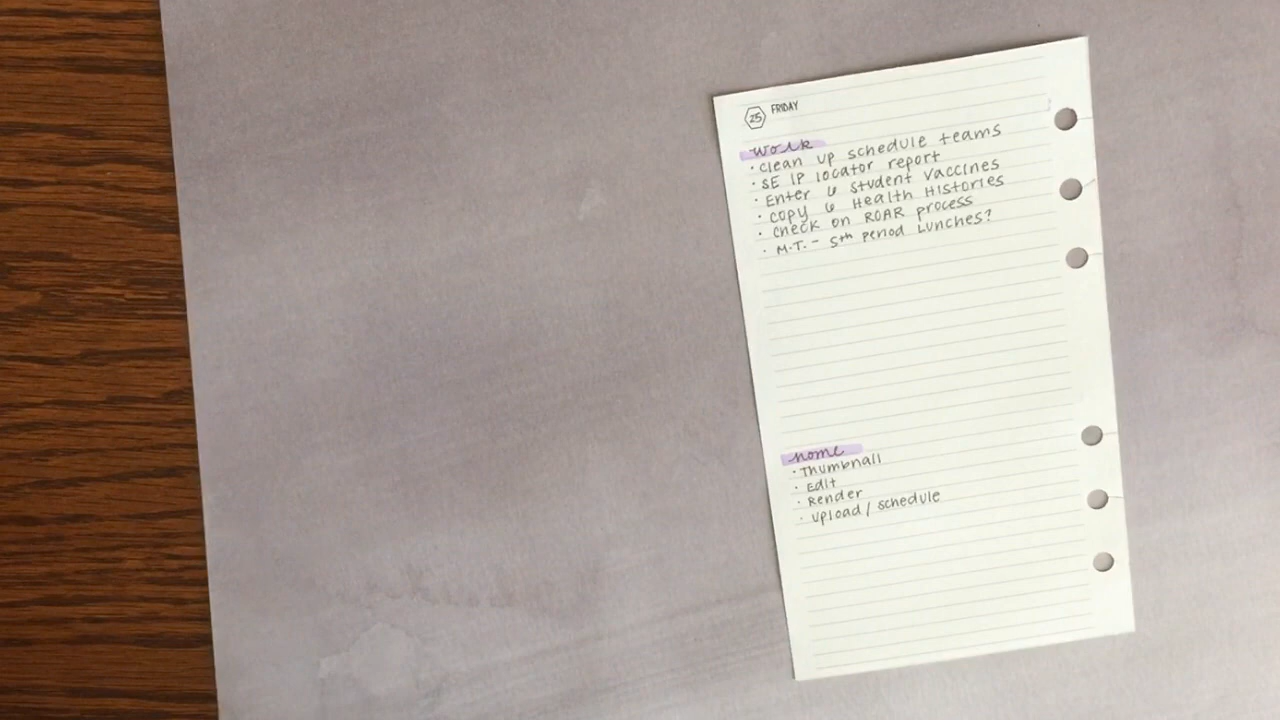 25 FRIDAY
work
• clean up schedule teams
• SE IP locator report
• Enter 6 student vaccines
• copy 6 Health Histories
• check on ROAR process
• M.T. - 5th period Lunches?
home
• Thumbnail
• Edit
• Render
• upload / schedule